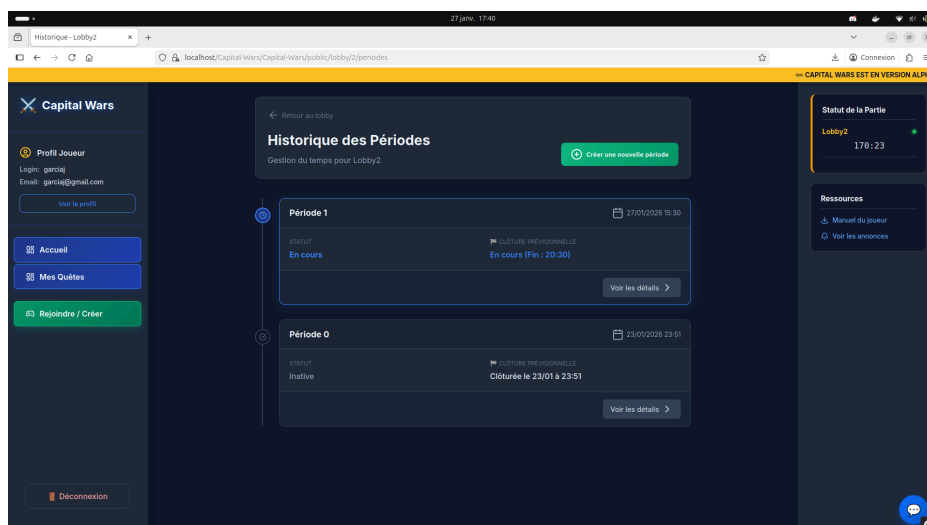 27 janv. 17:40
Historique - Lobby2
localhost/Capital-Wars/Capital-Wars/public/lobby/2/periodes
Connexion
CAPITAL WARS EST EN VERSION ALPH
Capital Wars
Profil Joueur
Login: garciaj
Email: garciaj@gmail.com
Voir le profil
Accueil
Mes Quêtes
Rejoindre / Créer
Déconnexion
Retour au lobby
Historique des Périodes
Gestion du temps pour Lobby2
Créer une nouvelle période
Période 1
27/01/2026 15:30
STATUT
CLÔTURE PRÉVISIONNELLE
En cours
En cours (Fin : 20:30)
Voir les détails
Période 0
23/01/2026 23:51
STATUT
CLÔTURE PRÉVISIONNELLE
Inative
Clôturée le 23/01 à 23:51
Voir les détails
Statut de la Partie
Lobby2
170:23
Ressources
Manuel du joueur
Voir les annonces